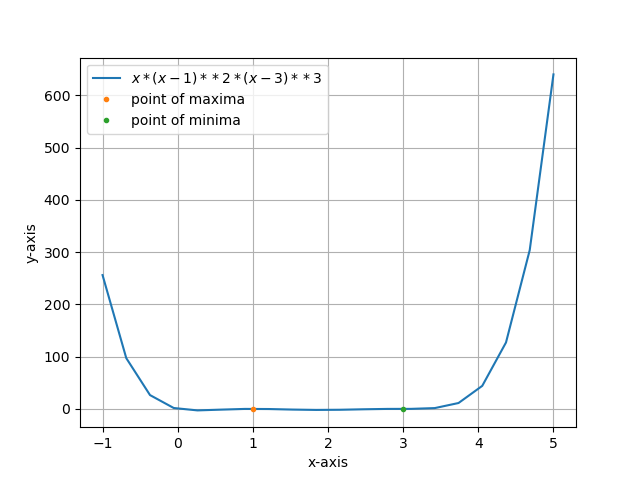 x*(x−1)**2*(x−3)**3
point of maxima
point of minima
600
500
400
300
200
100
0
y-axis
−1 0 1 2 3 4 5
x-axis